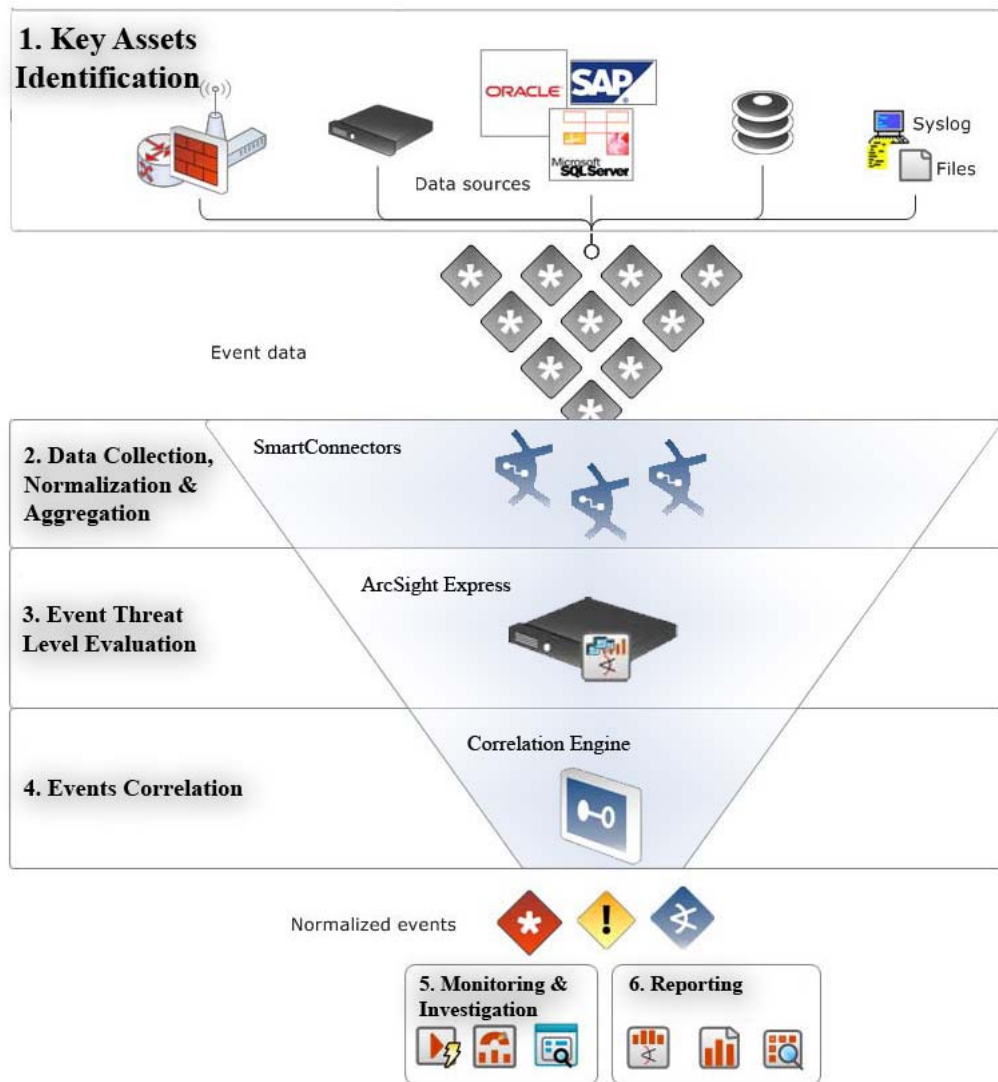 1. Key Assets
Identification
ORACLE
SAP
Microsoft
SQL Server
Syslog
Files
Data sources
Event data
2. Data Collection,
Normalization &
Aggregation
SmartConnectors
3. Event Threat
Level Evaluation
ArcSight Express
4. Events Correlation
Correlation Engine
Normalized events
5. Monitoring &
Investigation
6. Reporting